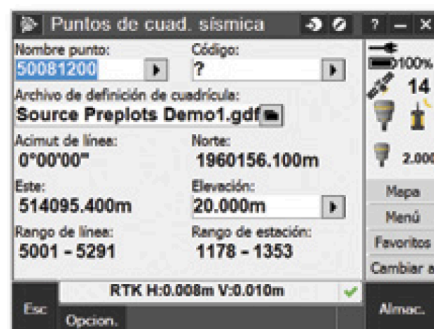 Puntos de cuad. sísmica ? – X
Nombre punto: Código:
50081200 ?
100%
Archivo de definición de cuadrícula:
Source Preplots Demo1.gdf
14
Acimut de línea: Norte:
0°00'00" 1960156.100m
2.000
Este: Elevación:
514095.400m 20.000m
Mapa
Menú
Rango de línea: Rango de estación:
5001 - 5291 1178 - 1353
Favoritos
Cambiar a
RTK H:0.008m V:0.010m
Esc Opcion. Almac.